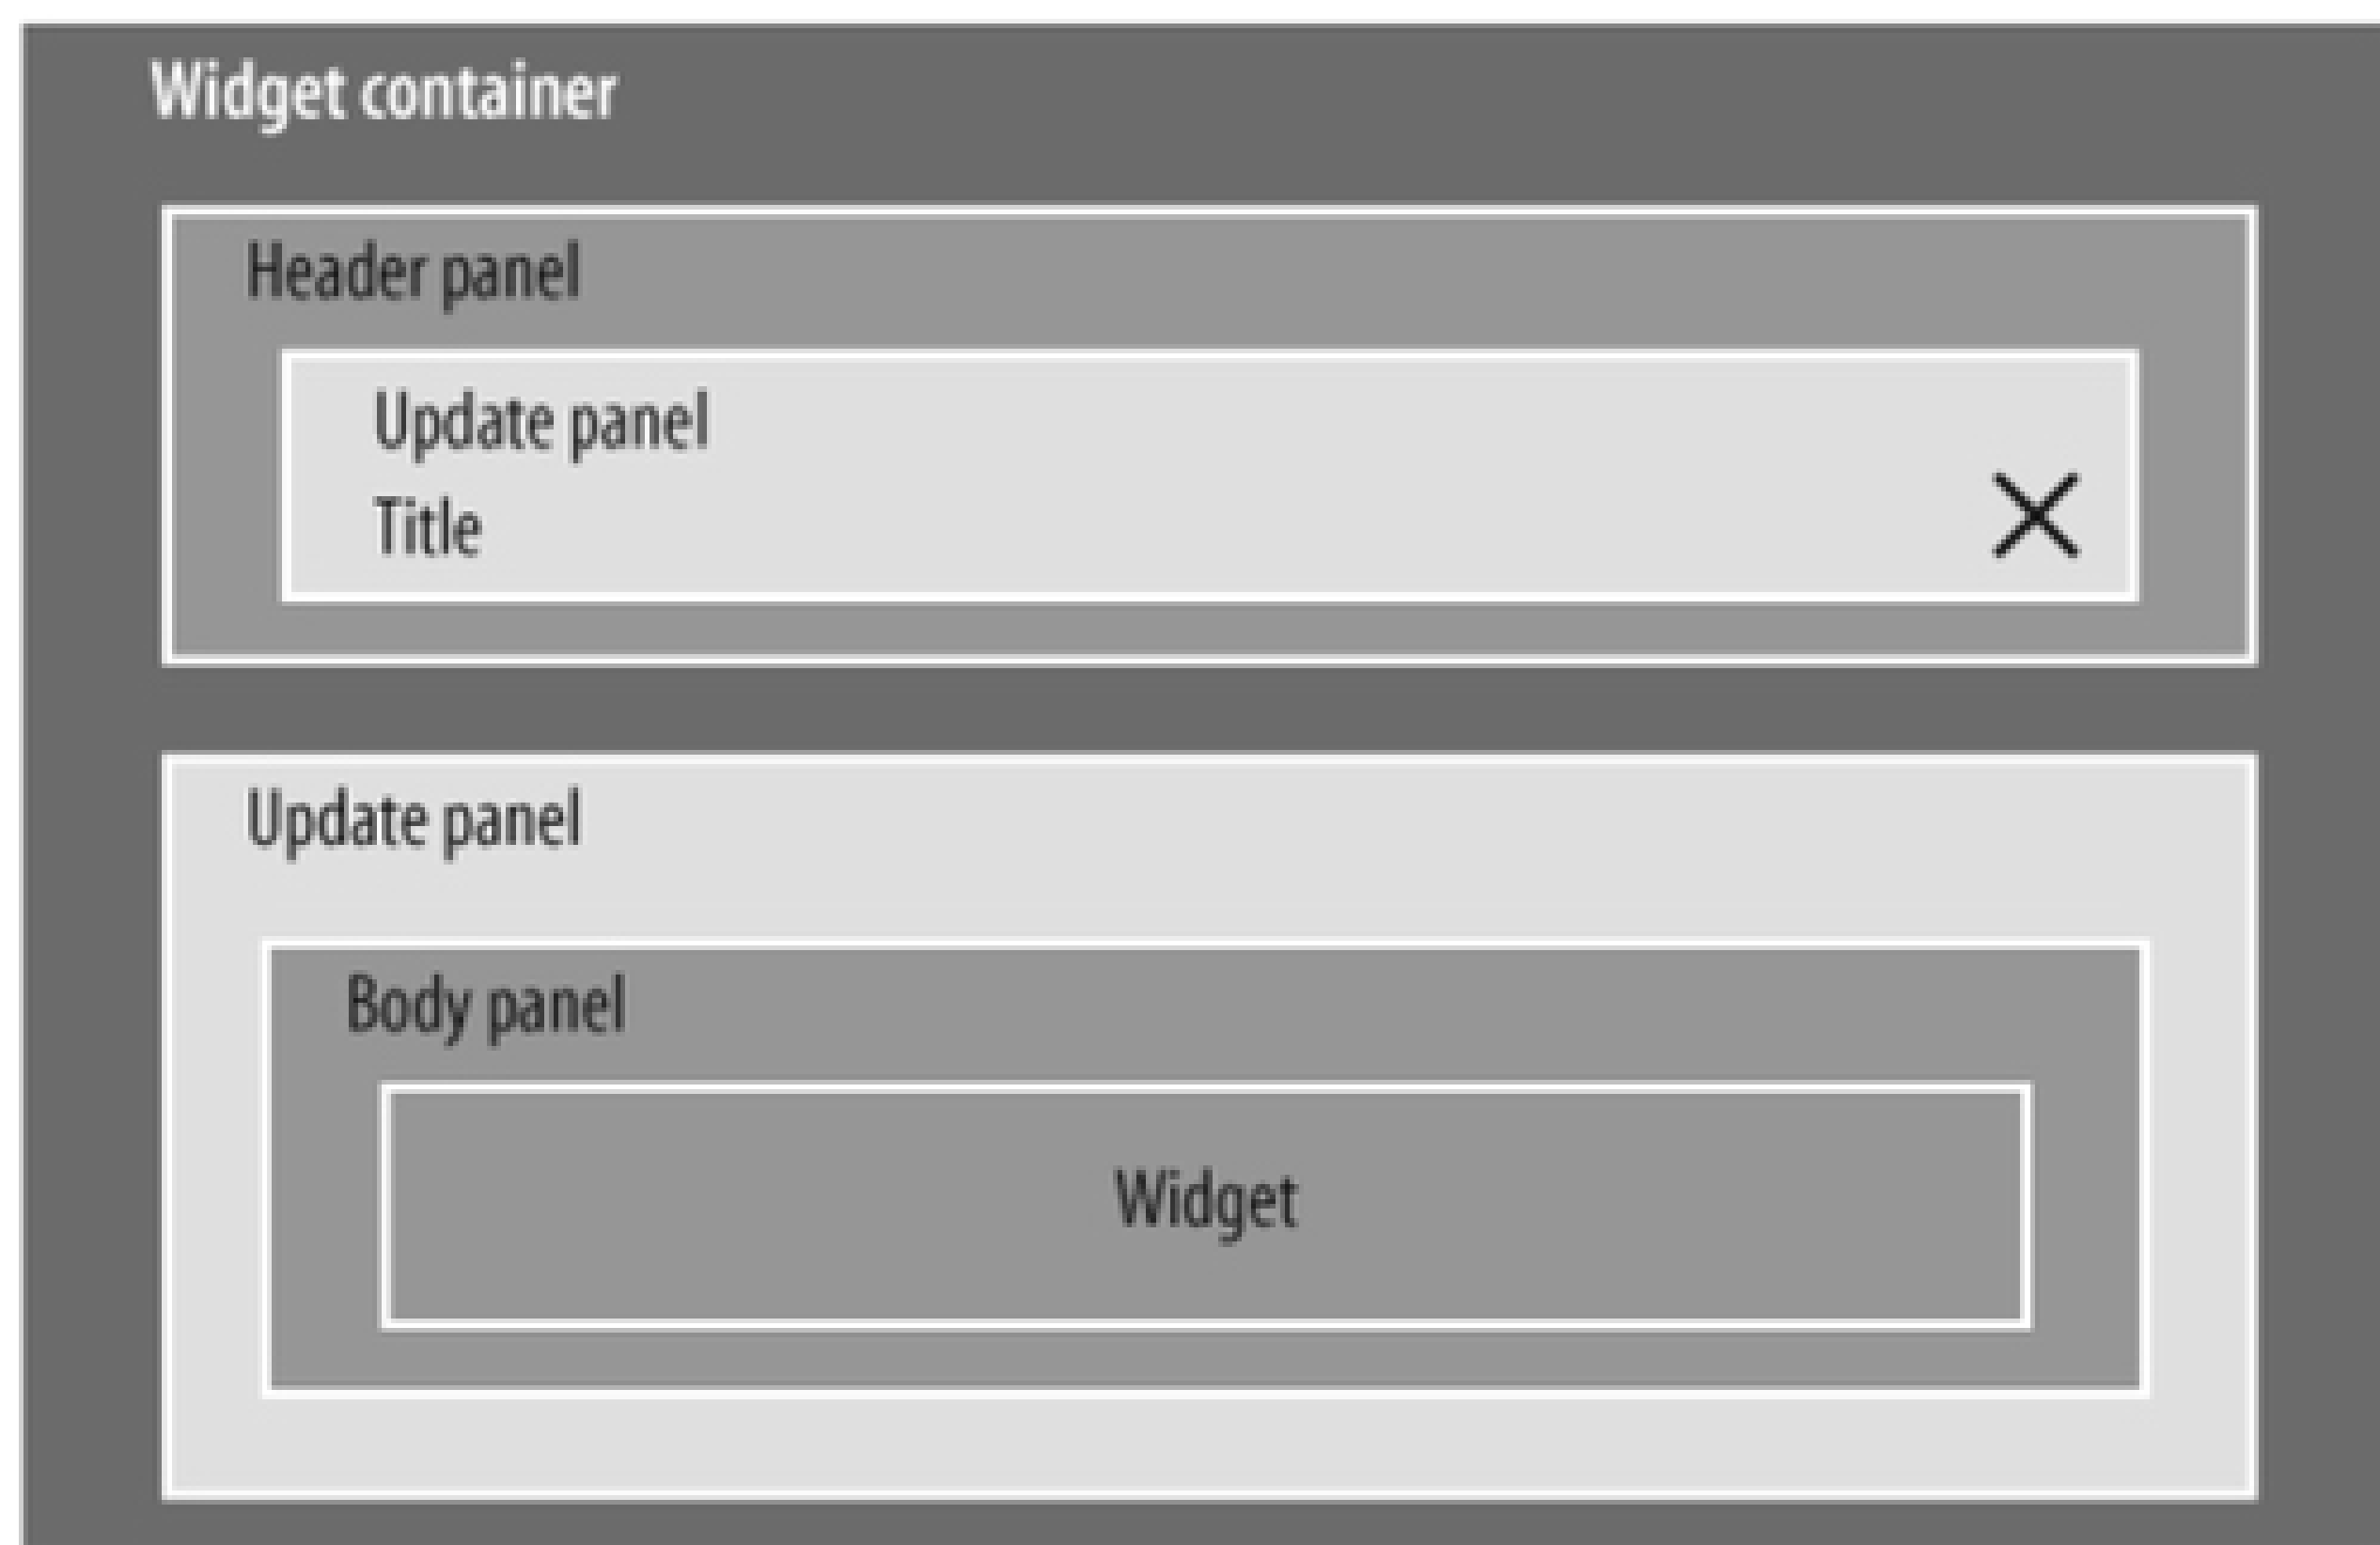 Widget container
Header panel
Update panel
Title
Update panel
Body panel
Widget